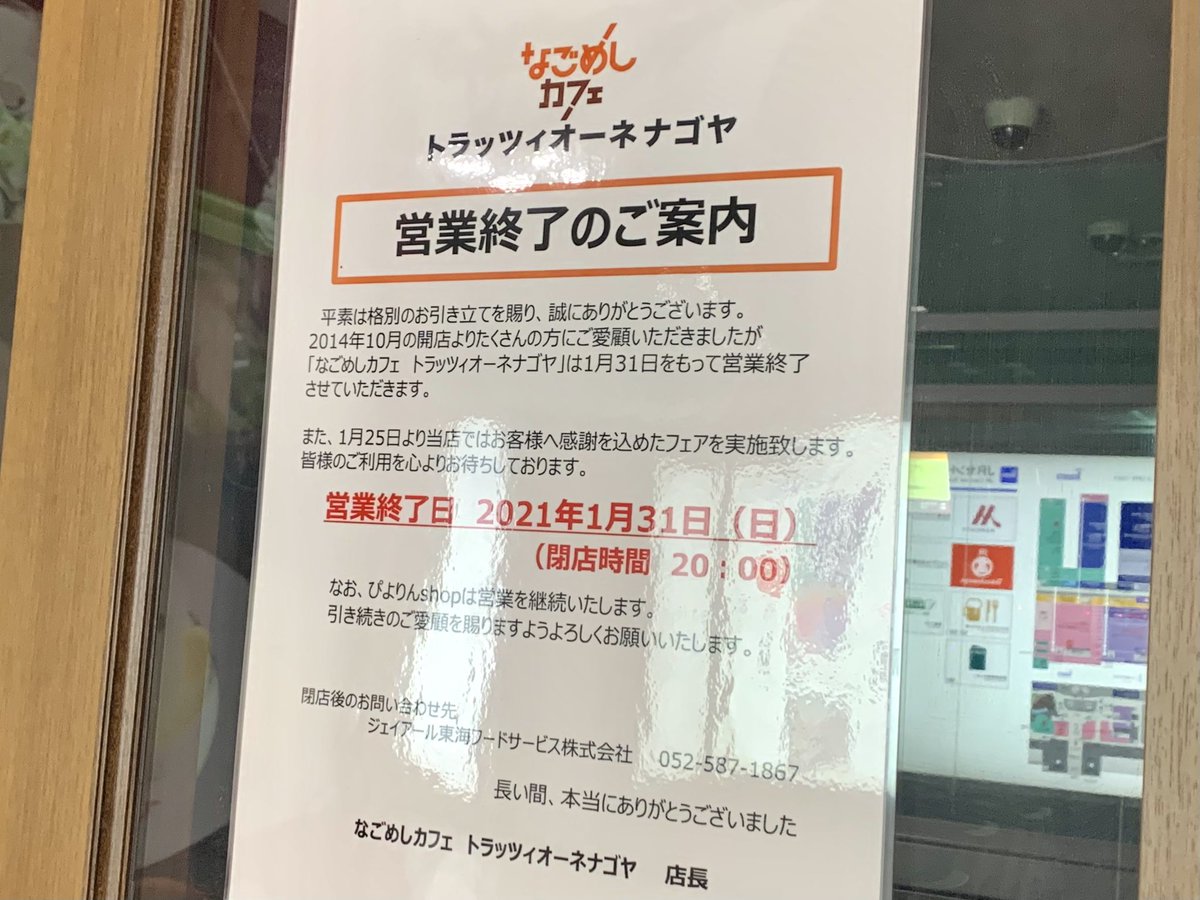 なごめし
カフェ
トラッツィオーネナゴヤ
営業終了のご案内
平素は格別のお引き立てを賜り、誠にありがとうございます。
2014年10月の開店よりたくさんの方にご愛顧いただきましたが
「なごめしカフェ　トラッツィオーネナゴヤ」は1月31日をもって営業終了
させていただきます。
また、1月25日より当店ではお客様へ感謝を込めたフェアを実施致します。
皆様のご利用を心よりお待ちしております。
営業終了日　2021年1月31日（日）
（閉店時間　20：00）
なお、ぴよりんshopは営業を継続いたします。
引き続きのご愛顧を賜りますようよろしくお願いいたします。
閉店後のお問い合わせ先
ジェイアール東海フードサービス株式会社　052-587-1867
長い間、本当にありがとうございました
なごめしカフェ　トラッツィオーネナゴヤ　店長